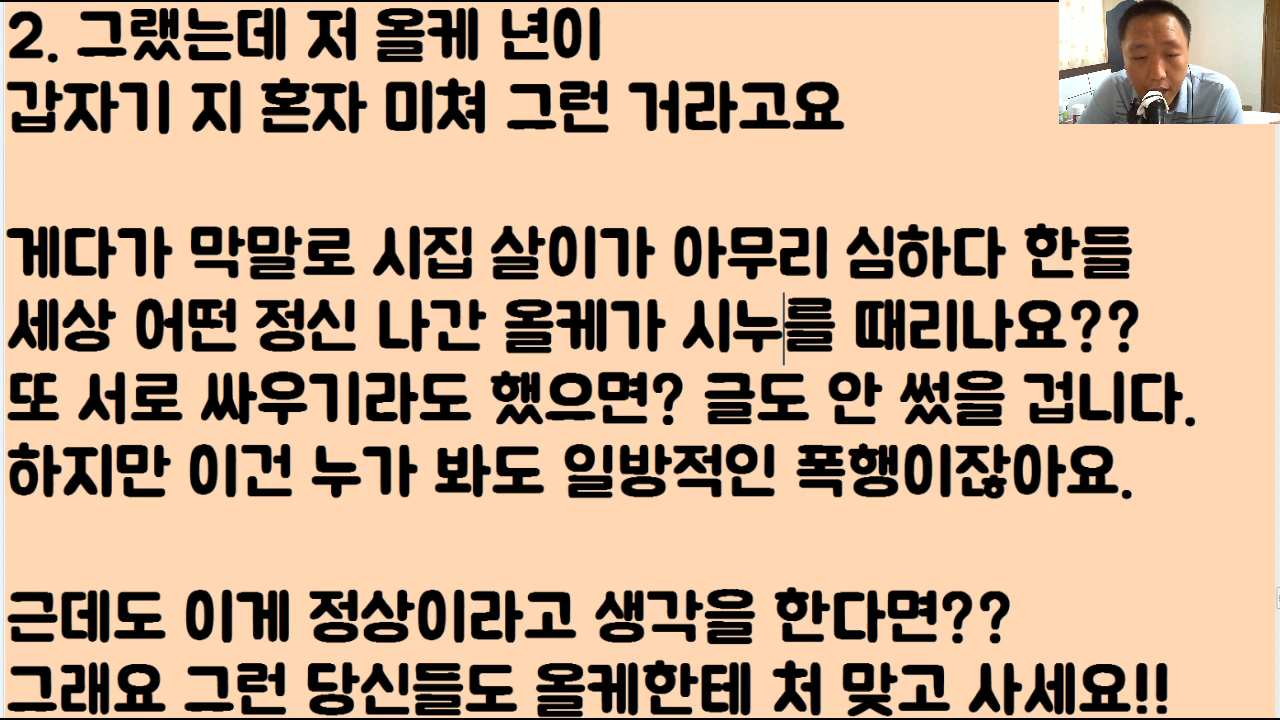 2. 그랬는데 저 올케 년이
갑자기 지 혼자 미쳐 그런 거라고요
게다가 막말로 시집 살이가 아무리 심하다 한들
세상 어떤 정신 나간 올케가 시누를 때리나요??
또 서로 싸우기라도 했으면? 글도 안 썼을 겁니다.
하지만 이건 누가 봐도 일방적인 폭행이잖아요.
근데도 이게 정상이라고 생각을 한다면??
그래요 그런 당신들도 올케한테 처 맞고 사세요!!